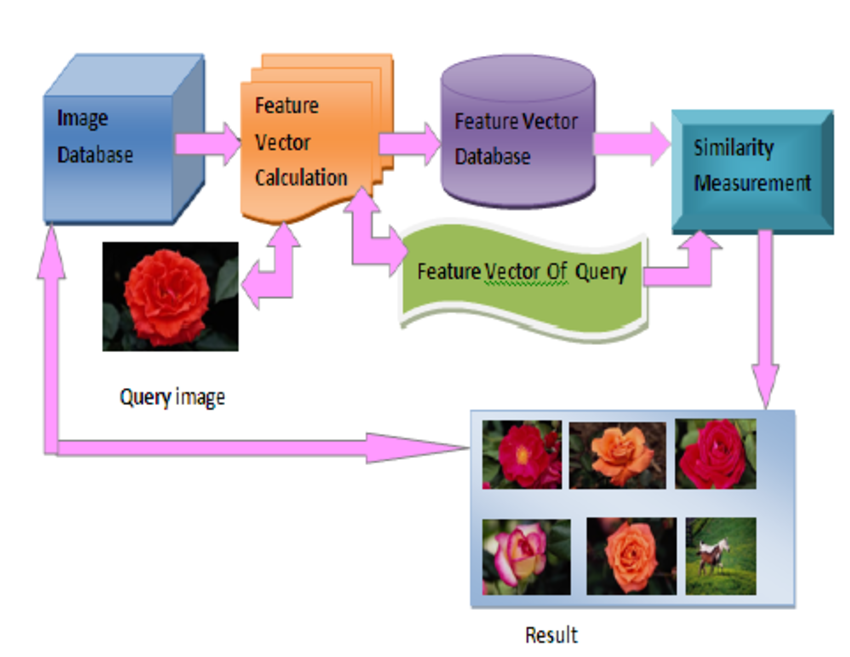 Image
Database
Feature
Vector
Calculation
Feature Vector
Database
Similarity
Measurement
Feature Vector Of Query
Query image
Result